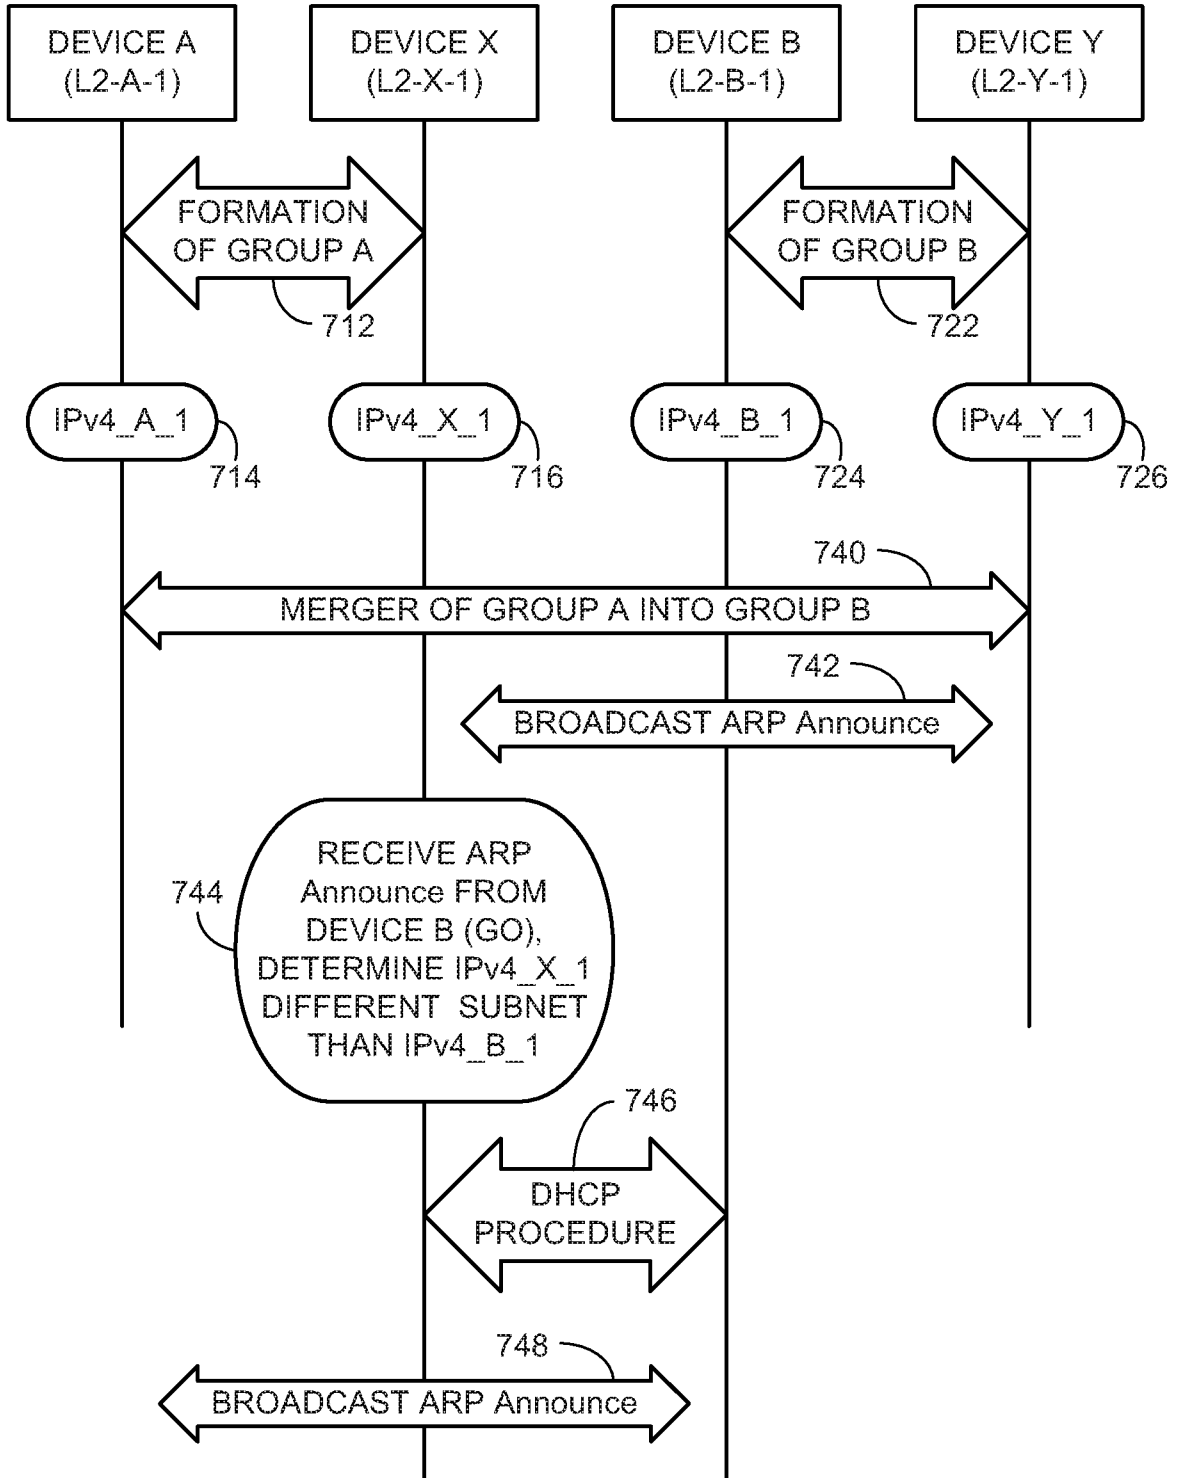 DEVICE A
(L2-A-1)
DEVICE X
(L2-X-1)
DEVICE B
(L2-B-1)
DEVICE Y
(L2-Y-1)
FORMATION
OF GROUP A
712
FORMATION
OF GROUP B
722
IPv4_A_1
714
IPv4_X_1
716
IPv4_B_1
724
IPv4_Y_1
726
740
MERGER OF GROUP A INTO GROUP B
742
BROADCAST ARP Announce
744
RECEIVE ARP
Announce FROM
DEVICE B (GO),
DETERMINE IPv4_X_1
DIFFERENT SUBNET
THAN IPv4_B_1
746
DHCP
PROCEDURE
748
BROADCAST ARP Announce